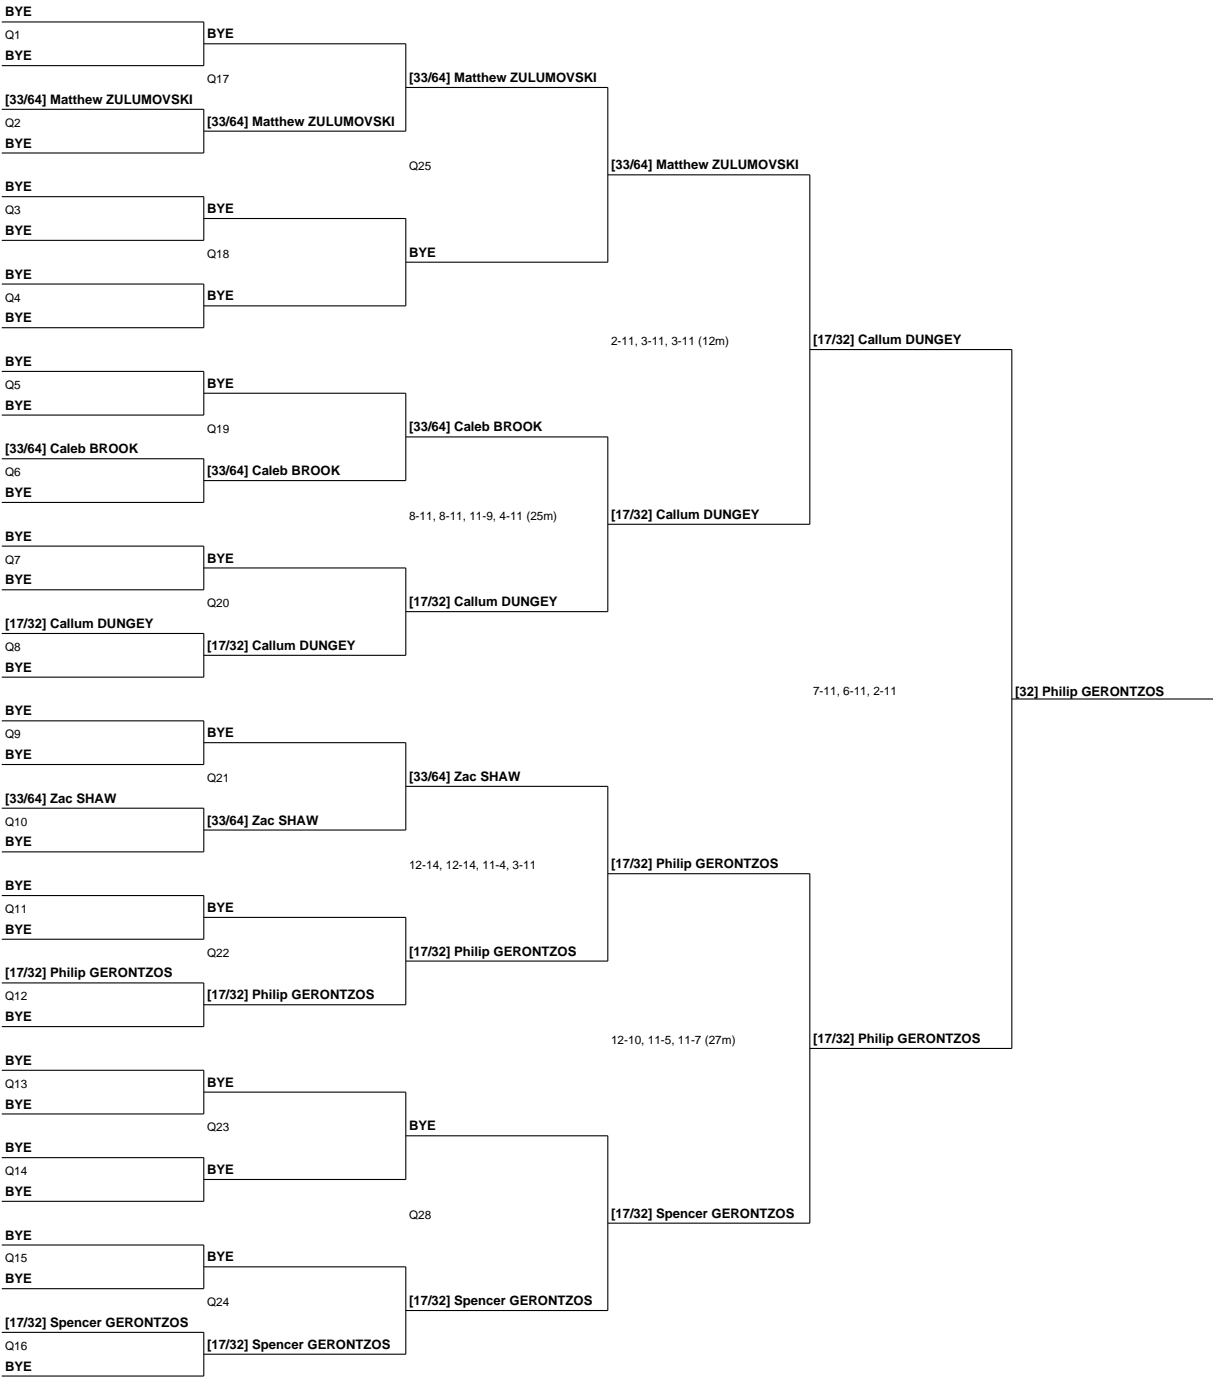 BYE
Q1
BYE
BYE
Q17
[33/64] Matthew ZULUMOVSKI
[33/64] Matthew ZULUMOVSKI
Q2
BYE
[33/64] Matthew ZULUMOVSKI
Q25
[33/64] Matthew ZULUMOVSKI
BYE
Q3
BYE
BYE
Q18
BYE
BYE
Q4
BYE
BYE
2-11, 3-11, 3-11 (12m)
[17/32] Callum DUNGEY
BYE
Q5
BYE
BYE
Q19
[33/64] Caleb BROOK
[33/64] Caleb BROOK
Q6
BYE
[33/64] Caleb BROOK
8-11, 8-11, 11-9, 4-11 (25m)
[17/32] Callum DUNGEY
BYE
Q7
BYE
BYE
Q20
[17/32] Callum DUNGEY
[17/32] Callum DUNGEY
Q8
BYE
[17/32] Callum DUNGEY
7-11, 6-11, 2-11
[32] Philip GERONTZOS
BYE
Q9
BYE
BYE
Q21
[33/64] Zac SHAW
[33/64] Zac SHAW
Q10
BYE
[33/64] Zac SHAW
12-14, 12-14, 11-4, 3-11
[17/32] Philip GERONTZOS
BYE
Q11
BYE
BYE
Q22
[17/32] Philip GERONTZOS
[17/32] Philip GERONTZOS
Q12
BYE
[17/32] Philip GERONTZOS
12-10, 11-5, 11-7 (27m)
[17/32] Philip GERONTZOS
BYE
Q13
BYE
BYE
Q23
BYE
BYE
Q14
BYE
BYE
Q28
[17/32] Spencer GERONTZOS
BYE
Q15
BYE
BYE
Q24
[17/32] Spencer GERONTZOS
[17/32] Spencer GERONTZOS
Q16
BYE
[17/32] Spencer GERONTZOS